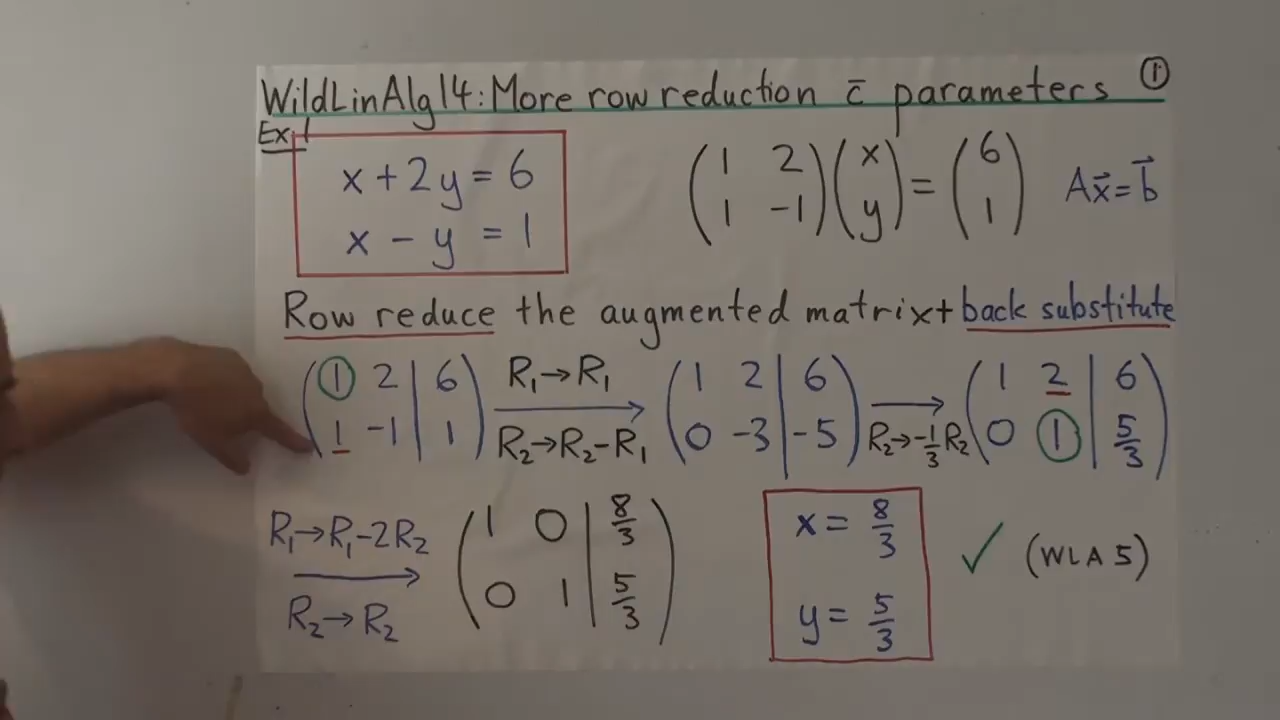 WildLinAlg14: More row reduction c̄ parameters ①
Ex 1
x + 2y = 6
x - y = 1
(1 2; 1 -1)(x; y) = (6; 1) Ax⃗ = b⃗
Row reduce the augmented matrix + back substitute
(1 2 | 6; 1 -1 | 1) R₁→R₁ R₂→R₂-R₁ (1 2 | 6; 0 -3 | -5) R₂→-1/3 R₂ (1 2 | 6; 0 1 | 5/3)
R₁→R₁-2R₂ R₂→R₂ (1 0 | 8/3; 0 1 | 5/3)
x = 8/3
y = 5/3
✓ (WLA 5)